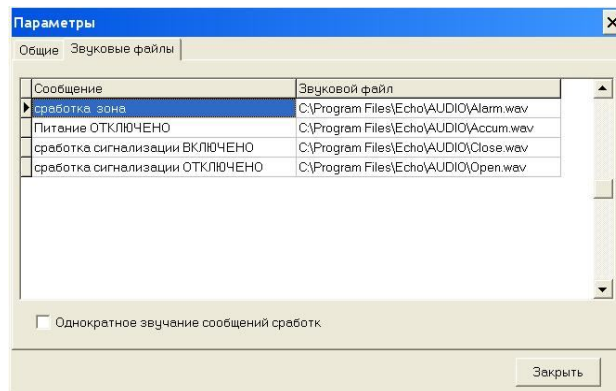 Параметры
Общие Звуковые файлы
Сообщение Звуковой файл
сработка зона C:\Program Files\Echo\AUDIO\Alarm.wav
Питание ОТКЛЮЧЕНО C:\Program Files\Echo\AUDIO\Accum.wav
сработка сигнализации ВКЛЮЧЕНО C:\Program Files\Echo\AUDIO\Close.wav
сработка сигнализации ОТКЛЮЧЕНО C:\Program Files\Echo\AUDIO\Open.wav
Однократное звучание сообщений сработк
Закрыть